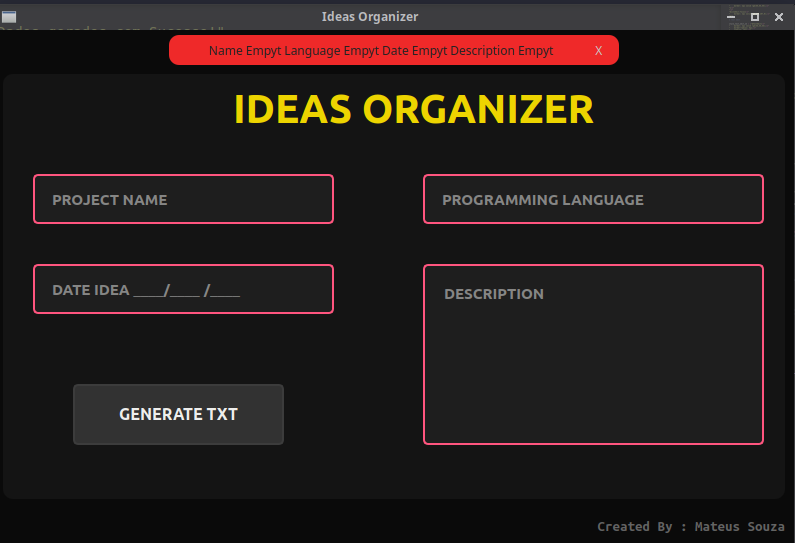 Ideas Organizer
Name Empyt Language Empyt Date Empyt Description Empyt X
IDEAS ORGANIZER
PROJECT NAME
PROGRAMMING LANGUAGE
DATE IDEA ____/____ /____
DESCRIPTION
GENERATE TXT
Created By : Mateus Souza